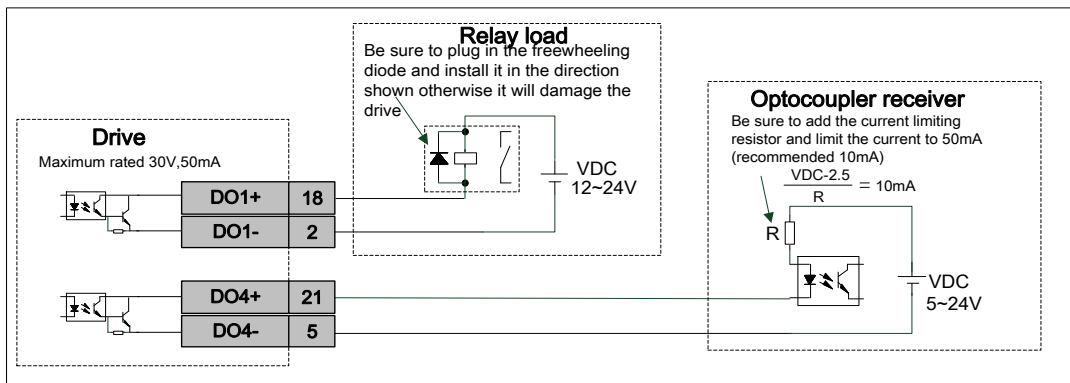 Relay load
Be sure to plug in the freewheeling
diode and install it in the direction
shown otherwise it will damage the
drive
VDC
12~24V
Drive
Maximum rated 30V,50mA
DO1+ 18
DO1- 2
DO4+ 21
DO4- 5
Optocoupler receiver
Be sure to add the current limiting
resistor and limit the current to 50mA
(recommended 10mA)
VDC-2.5
R
= 10mA
R
VDC
5~24V